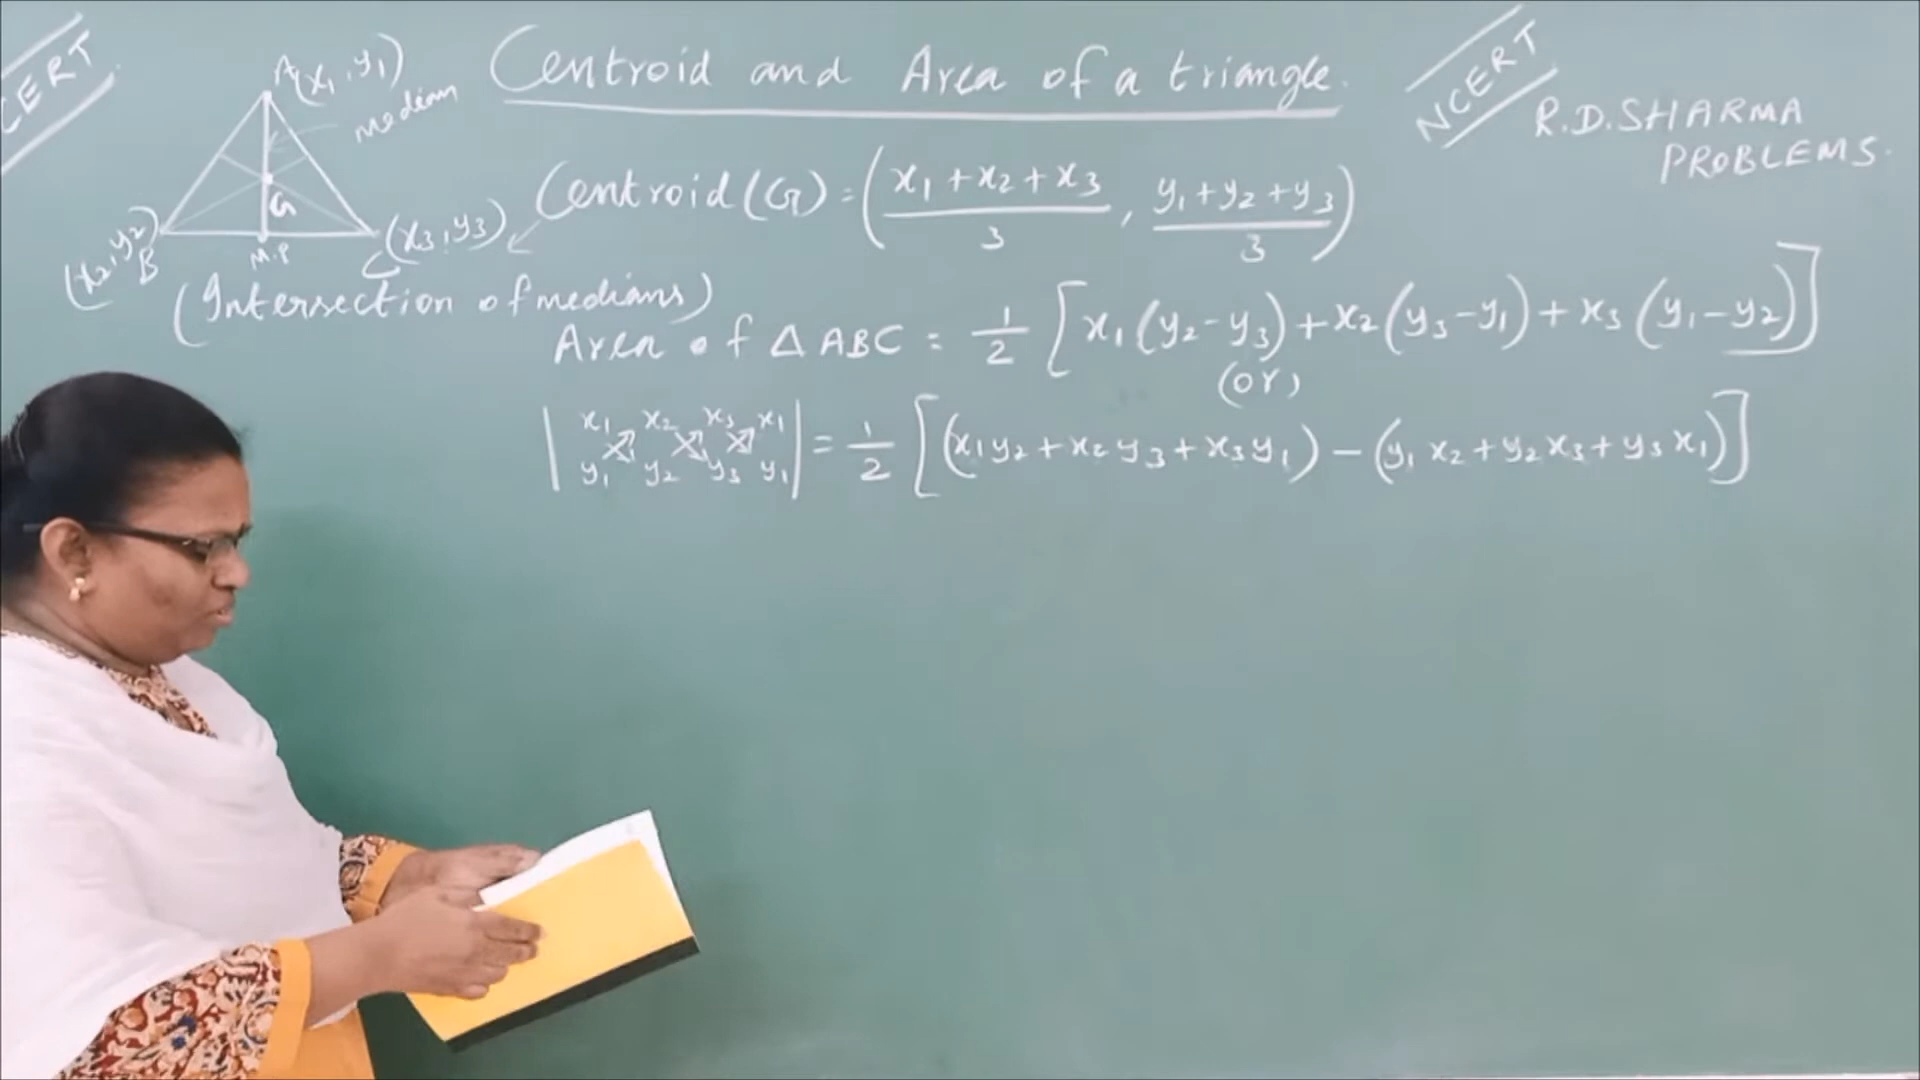 CERT
A(x₁, y₁)
median
G
(x₂, y₂)
B
M.P
C
(x₃, y₃)
Centroid and Area of a triangle.
NCERT
R.D. SHARMA
PROBLEMS.
Centroid (G) = (x₁ + x₂ + x₃ / 3, y₁ + y₂ + y₃ / 3)
(Intersection of medians)
Area of Δ ABC = 1/2 [x₁(y₂ - y₃) + x₂(y₃ - y₁) + x₃(y₁ - y₂)]
(or)
| x₁ x₂ x₃ x₁
y₁ y₂ y₃ y₁ | = 1/2 [(x₁y₂ + x₂y₃ + x₃y₁) - (y₁x₂ + y₂x₃ + y₃x₁)]